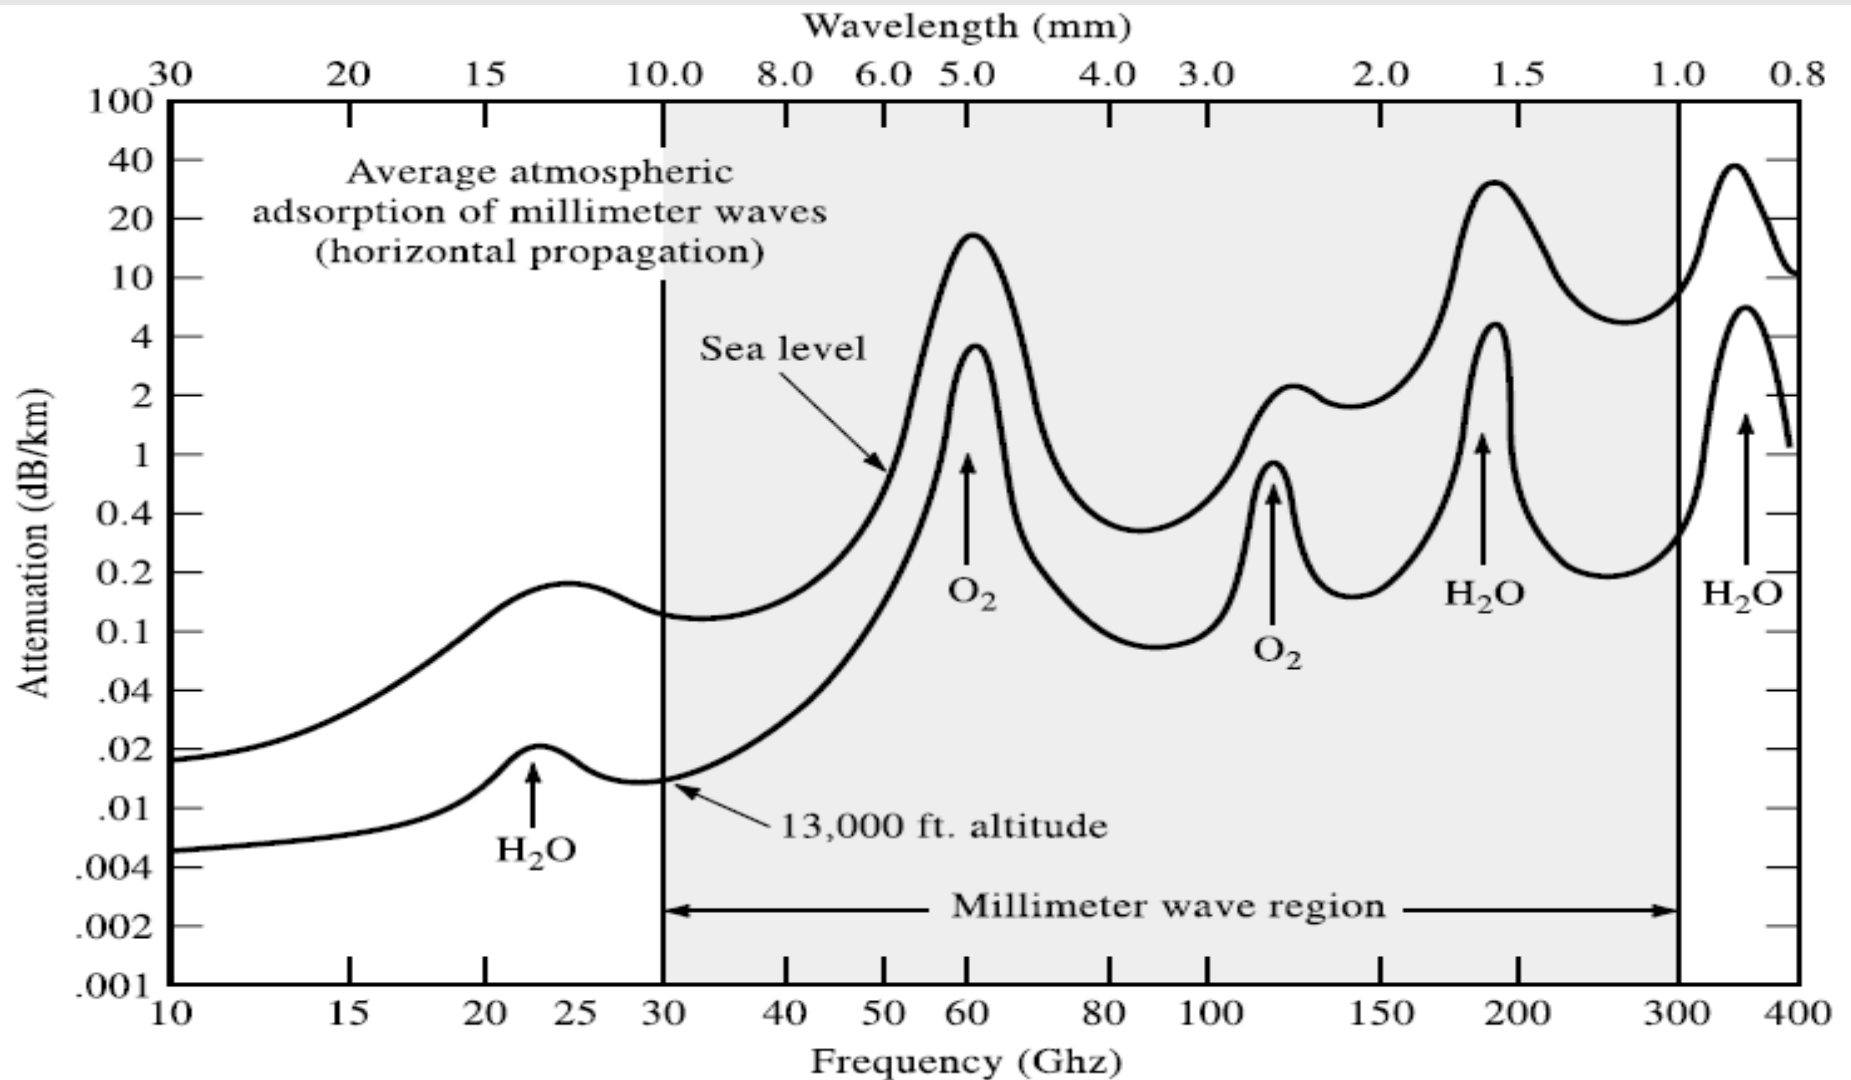 Wavelength (mm)
30 20 15 10.0 8.0 6.0 5.0 4.0 3.0 2.0 1.5 1.0 0.8
100
40
20
10
4
2
1
0.4
0.2
0.1
.04
.02
.01
.004
.002
.001
Attenuation (dB/km)
Average atmospheric
adsorption of millimeter waves
(horizontal propagation)
Sea level
O2
O2
H2O
H2O
H2O
13,000 ft. altitude
Millimeter wave region
10 15 20 25 30 40 50 60 80 100 150 200 300 400
Frequency (Ghz)